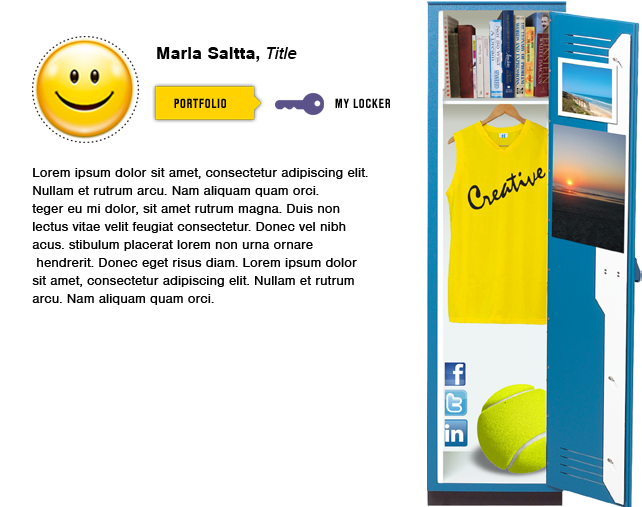 Maria Saitta, Title
PORTFOLIO
MY LOCKER
Lorem ipsum dolor sit amet, consectetur adipiscing elit.
Nullam et rutrum arcu. Nam aliquam quam orci.
teger eu mi dolor, sit amet rutrum magna. Duis non
lectus vitae velit feugiat consectetur. Donec vel nibh
acus. stibulum placerat lorem non urna ornare
hendrerit. Donec eget risus diam. Lorem ipsum dolor
sit amet, consectetur adipiscing elit. Nullam et rutrum
arcu. Nam aliquam quam orci.
Creative
f
t
in